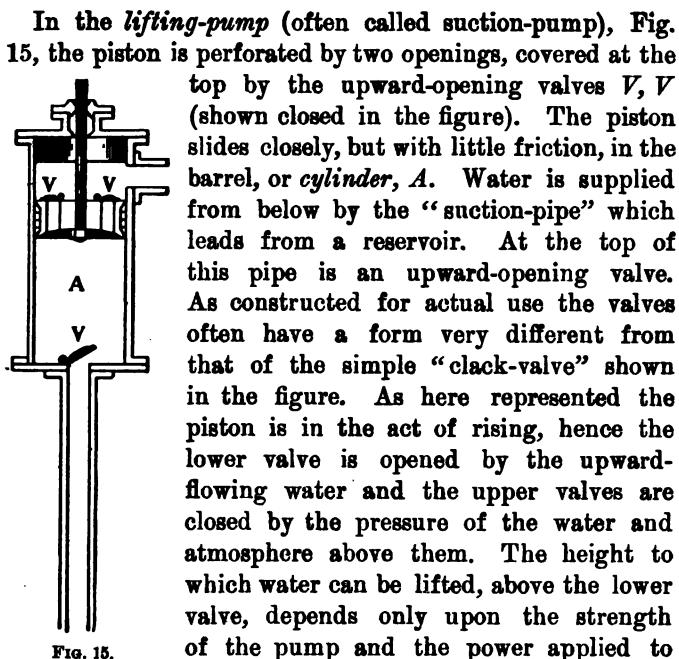 In the lifting-pump (often called suction-pump), Fig.
15, the piston is perforated by two openings, covered at the
top by the upward-opening valves V, V
(shown closed in the figure). The piston
slides closely, but with little friction, in the
barrel, or cylinder, A. Water is supplied
from below by the “suction-pipe” which
leads from a reservoir. At the top of
this pipe is an upward-opening valve.
As constructed for actual use the valves
often have a form very different from
that of the simple “clack-valve” shown
in the figure. As here represented the
piston is in the act of rising, hence the
lower valve is opened by the upward-
flowing water and the upper valves are
closed by the pressure of the water and
atmosphere above them. The height to
which water can be lifted, above the lower
valve, depends only upon the strength
of the pump and the power applied to
V V
A
V
Fig. 15.